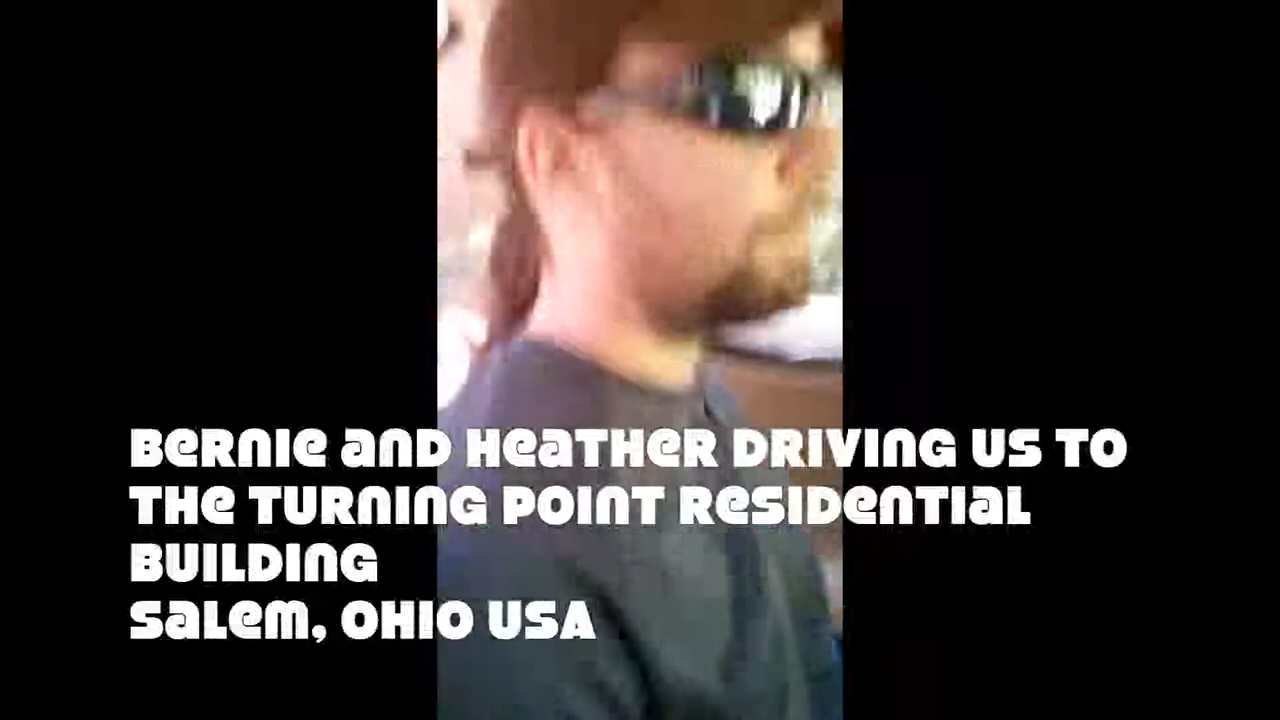 Bernie and Heather driving us to
the Turning Point Residential
Building
Salem, Ohio USA